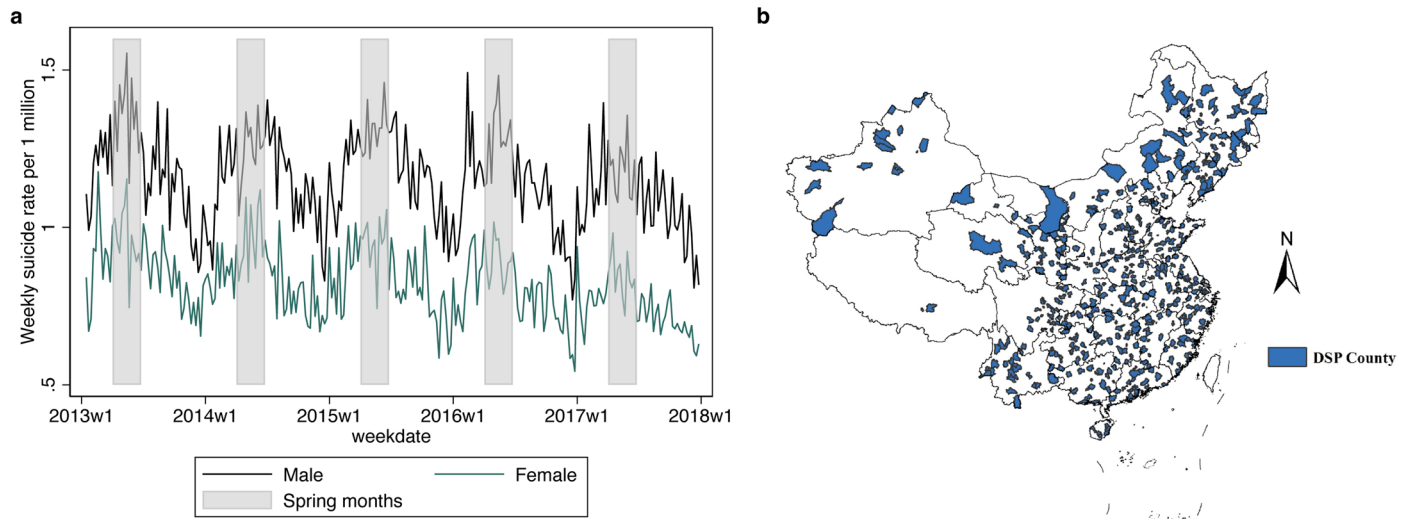 a
Weekly suicide rate per 1 million
1.5
1
.5
2013w1
2014w1
2015w1
2016w1
2017w1
2018w1
weekdate
Male
Female
Spring months
b
N
DSP County